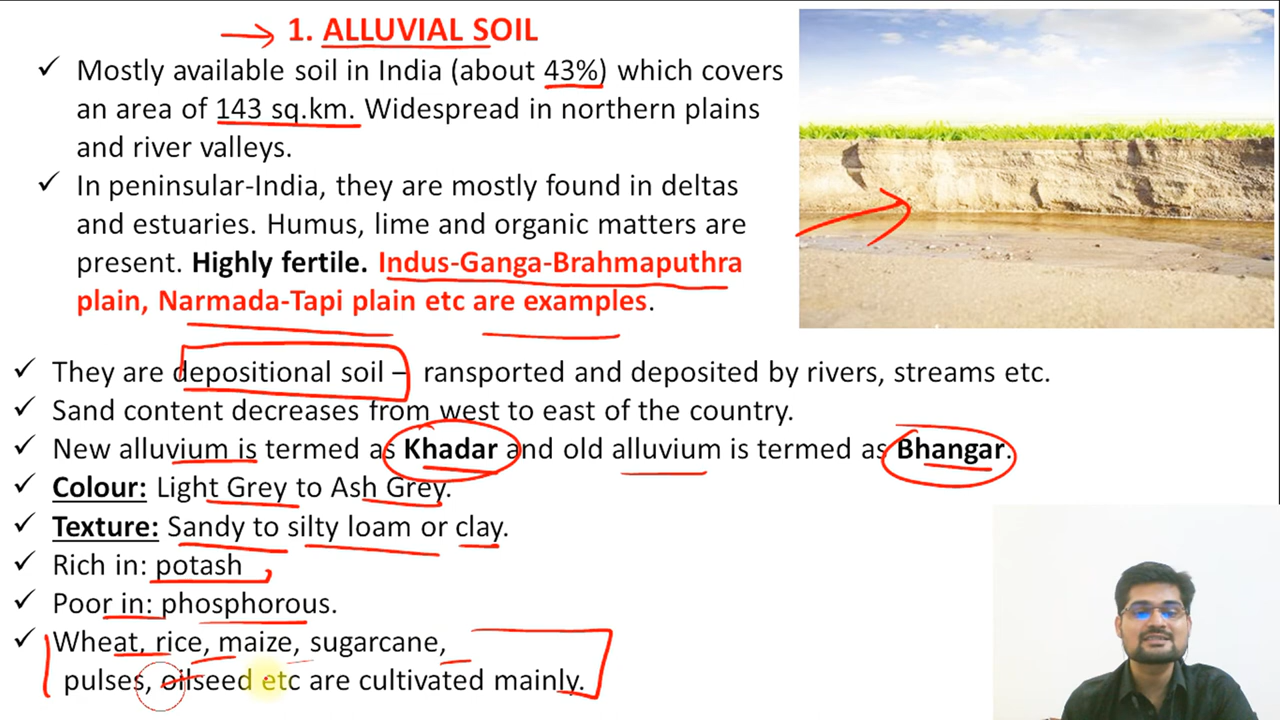 1. ALLUVIAL SOIL
✓ Mostly available soil in India (about 43%) which covers
an area of 143 sq.km. Widespread in northern plains
and river valleys.
✓ In peninsular-India, they are mostly found in deltas
and estuaries. Humus, lime and organic matters are
present. Highly fertile. Indus-Ganga-Brahmaputhra
plain, Narmada-Tapi plain etc are examples.
✓ They are depositional soil – ransported and deposited by rivers, streams etc.
✓ Sand content decreases from west to east of the country.
✓ New alluvium is termed as Khadar and old alluvium is termed as Bhangar.
✓ Colour: Light Grey to Ash Grey.
✓ Texture: Sandy to silty loam or clay.
✓ Rich in: potash
✓ Poor in: phosphorous.
✓ Wheat, rice, maize, sugarcane,
pulses, oilseed etc are cultivated mainly.